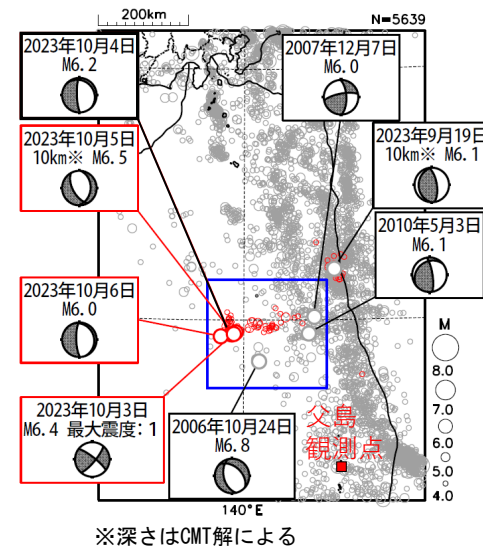 200km
N=5639
2023年10月4日
M6.2
2007年12月7日
M6.0
2023年10月5日
10km※ M6.5
2023年9月19日
10km※ M6.1
2010年5月3日
M6.1
2023年10月6日
M6.0
2023年10月3日
M6.4 最大震度：1
2006年10月24日
M6.8
父島
観測点
M
8.0
7.0
6.0
5.0
4.0
140°E
※深さはCMT解による